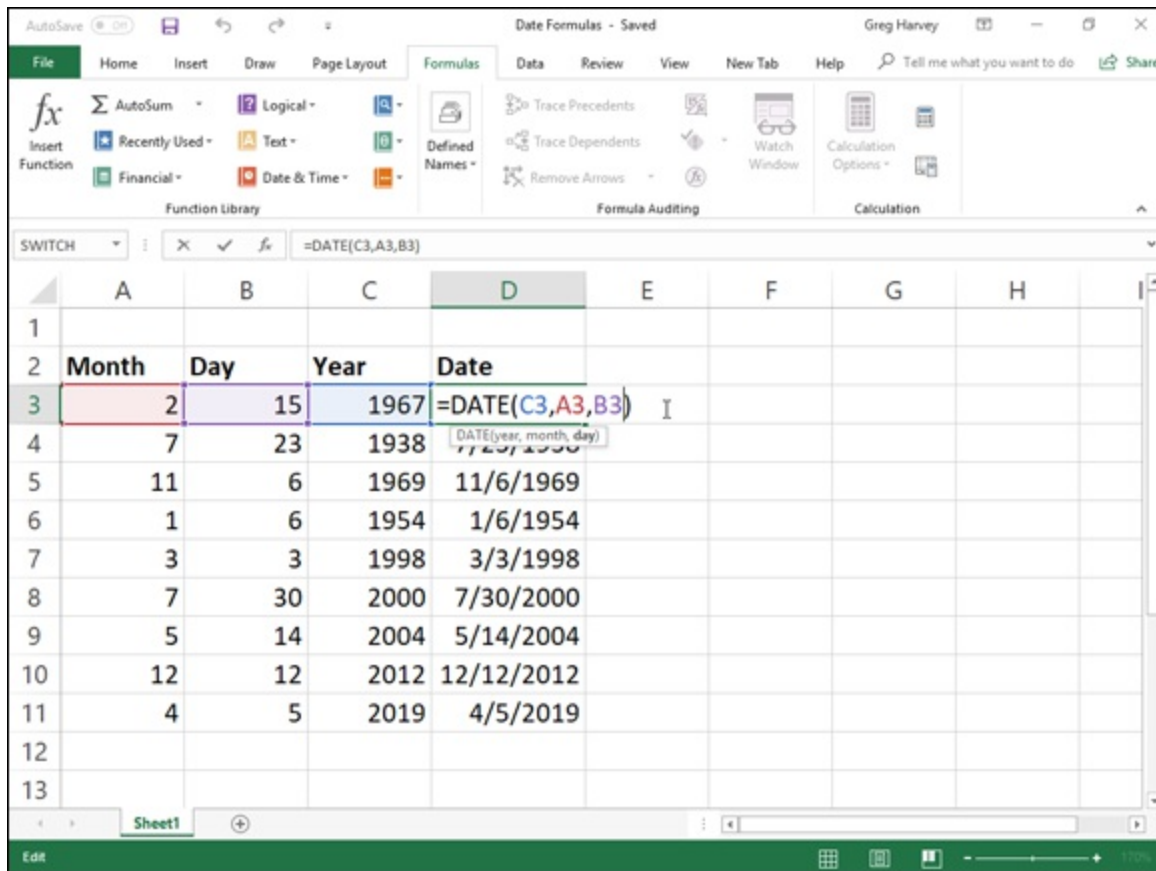 AutoSave Off Date Formulas - Saved Greg Harvey
File Home Insert Draw Page Layout Formulas Data Review View New Tab Help Tell me what you want to do Share
fx Σ AutoSum Logical Trace Precedents
Insert Function Recently Used Text Defined Names Trace Dependents Watch Window Calculation Options
Financial Date & Time Remove Arrows
Function Library Formula Auditing Calculation
SWITCH fx =DATE(C3,A3,B3)
A B C D E F G H I
1
2 Month Day Year Date
3 2 15 1967 =DATE(C3,A3,B3)
DATE(year, month, day)
4 7 23 1938 7/23/1938
5 11 6 1969 11/6/1969
6 1 6 1954 1/6/1954
7 3 3 1998 3/3/1998
8 7 30 2000 7/30/2000
9 5 14 2004 5/14/2004
10 12 12 2012 12/12/2012
11 4 5 2019 4/5/2019
12
13
Sheet1
Edit 170%